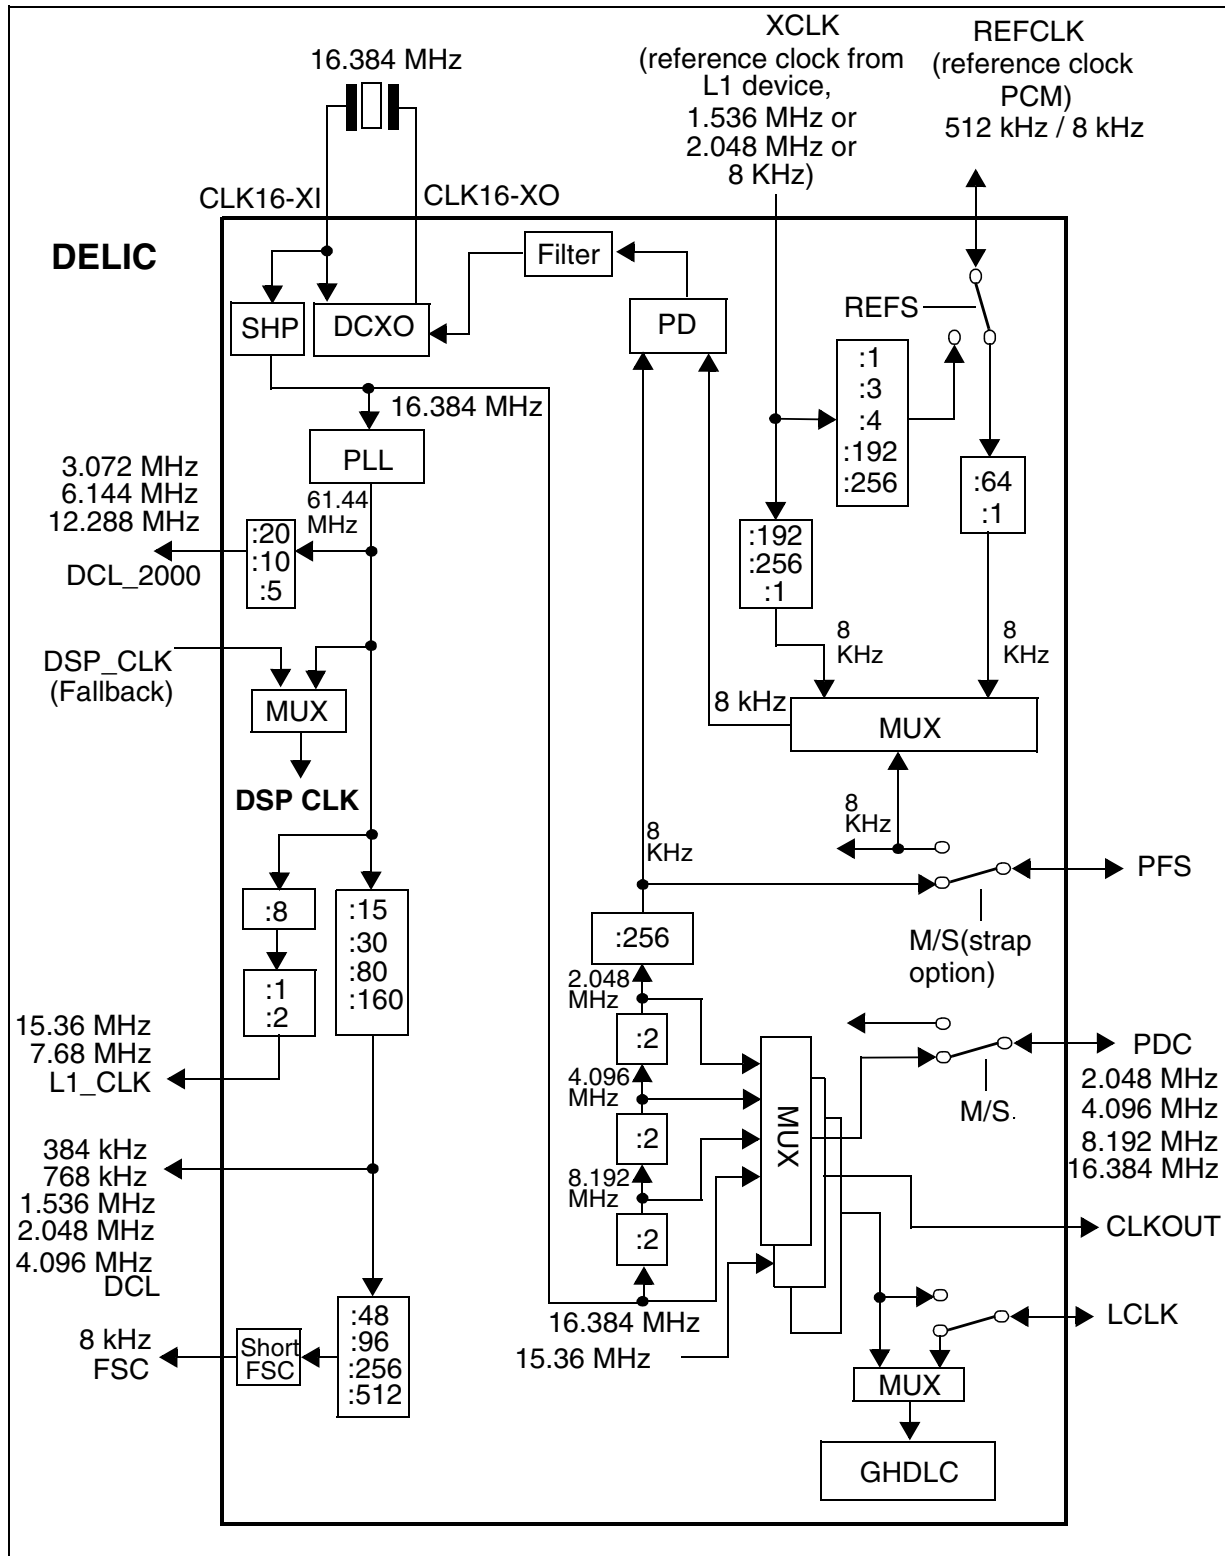 16.384 MHz
XCLK
(reference clock from
L1 device,
1.536 MHz or
2.048 MHz or
8 KHz)
REFCLK
(reference clock
PCM)
512 kHz / 8 kHz
CLK16-XI
CLK16-XO
DELIC
Filter
SHP
DCXO
PD
REFS
:1
:3
:4
:192
:256
16.384 MHz
PLL
:64
:1
3.072 MHz
6.144 MHz
12.288 MHz
DCL_2000
61.44
MHz
:20
:10
:5
:192
:256
:1
8
KHz
8
KHz
DSP_CLK
(Fallback)
MUX
8 kHz
MUX
DSP CLK
8
KHz
8
KHz
PFS
:8
:15
:30
:80
:160
:256
M/S(strap
option)
:1
:2
2.048
MHz
15.36 MHz
7.68 MHz
L1_CLK
:2
4.096
MHz
MUX
PDC
2.048 MHz
4.096 MHz
8.192 MHz
16.384 MHz
M/S.
:2
384 kHz
768 kHz
1.536 MHz
2.048 MHz
4.096 MHz
DCL
8.192
MHz
:2
CLKOUT
16.384 MHz
15.36 MHz
LCLK
8 kHz
FSC
Short
FSC
:48
:96
:256
:512
MUX
GHDLC